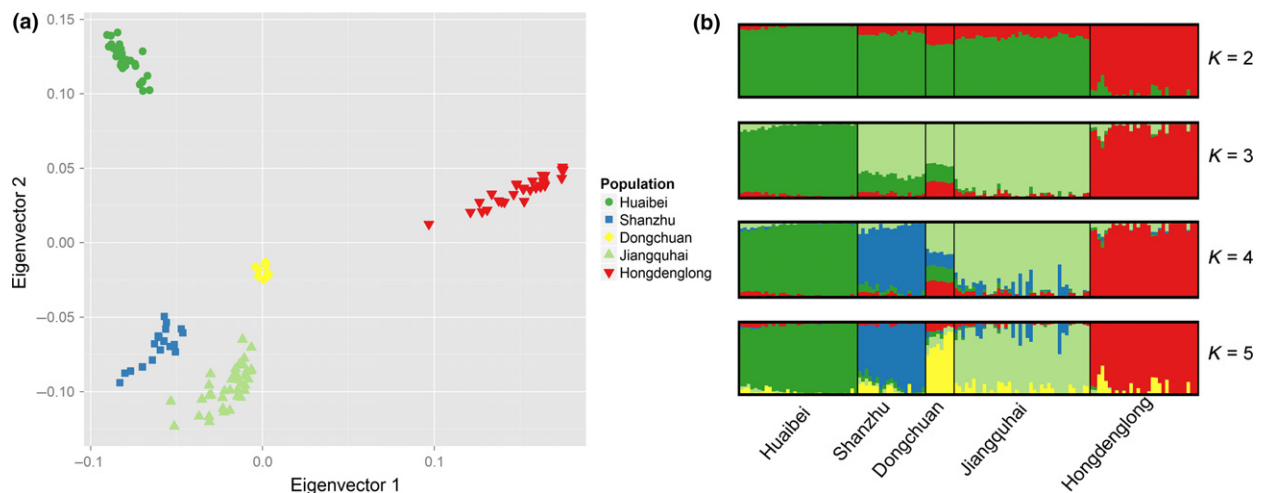 (a)
0.15
0.10
0.05
0.00
−0.05
−0.10
Eigenvector 2
−0.1
0.0
0.1
Eigenvector 1
Population
Huaibei
Shanzhu
Dongchuan
Jiangquhai
Hongdenglong
(b)
K = 2
K = 3
K = 4
K = 5
Huaibei
Shanzhu
Dongchuan
Jiangquhai
Hongdenglong